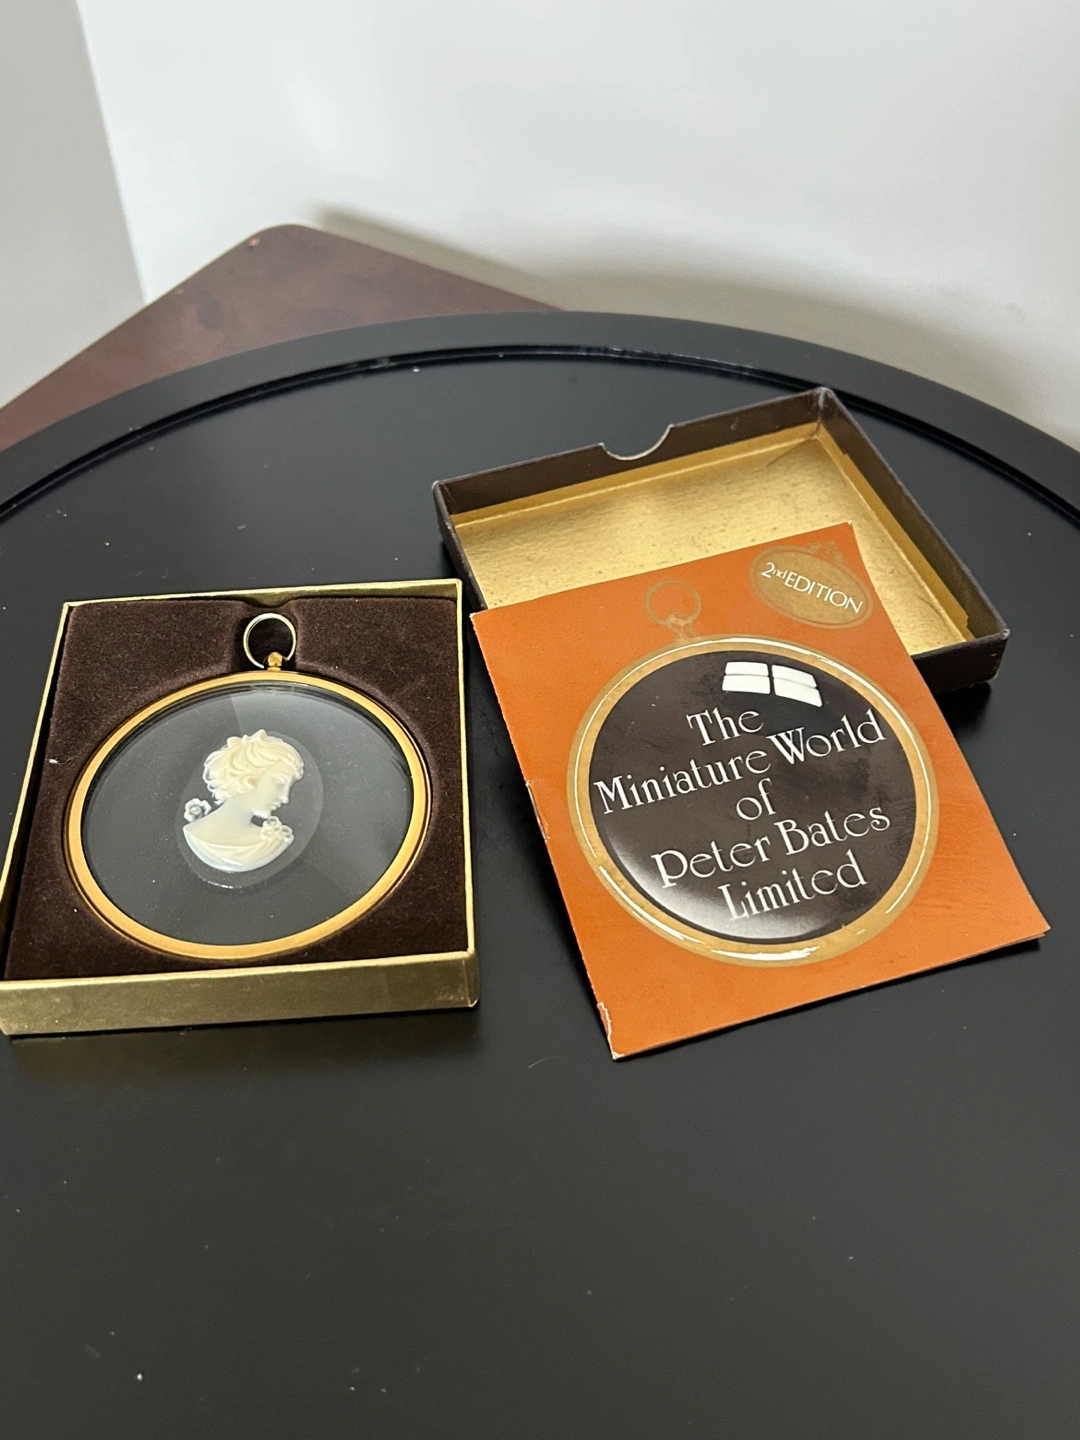 2nd EDITION
The
Miniature World
of
Peter Bates
Limited